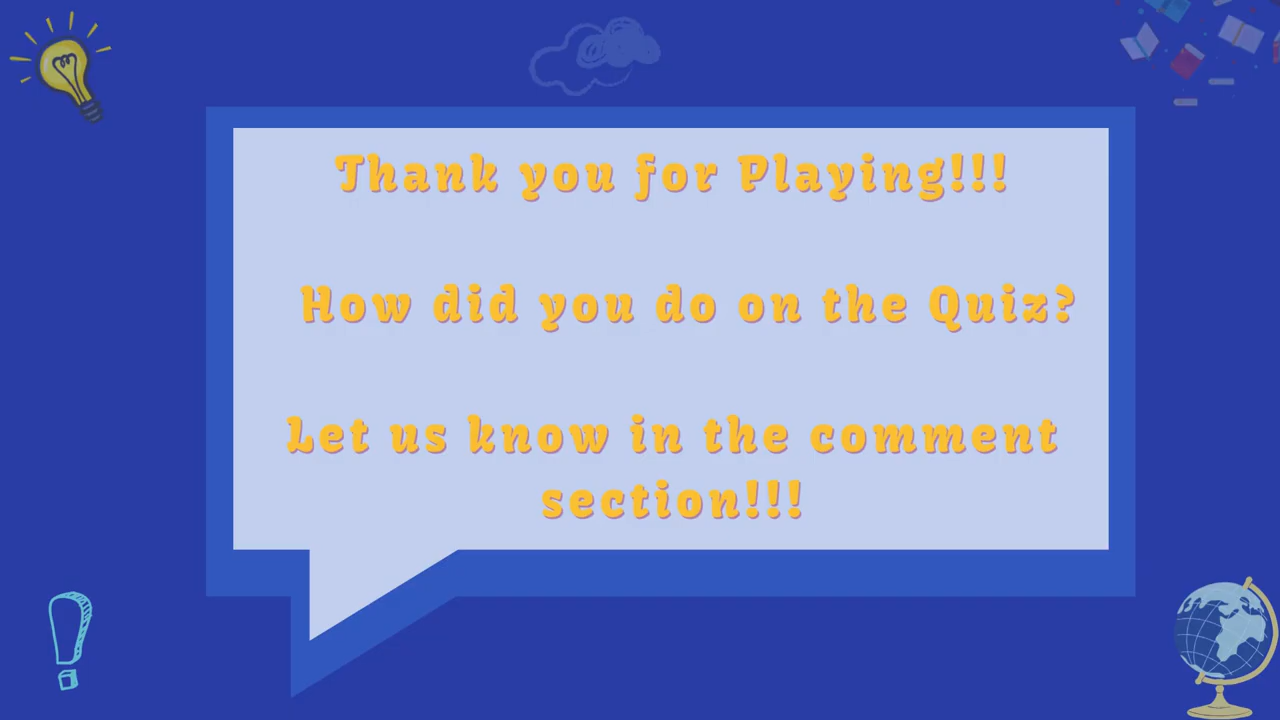 Thank you for Playing!!!
How did you do on the Quiz?
Let us know in the comment
section!!!